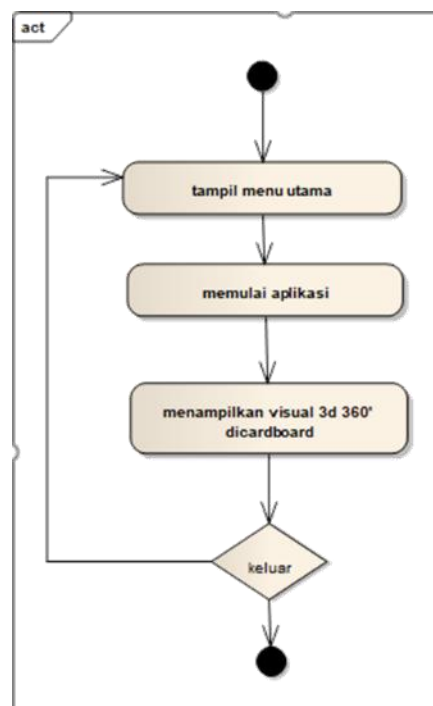 act
tampil menu utama
memulai aplikasi
menampilkan visual 3d 360'
dicardboard
keluar